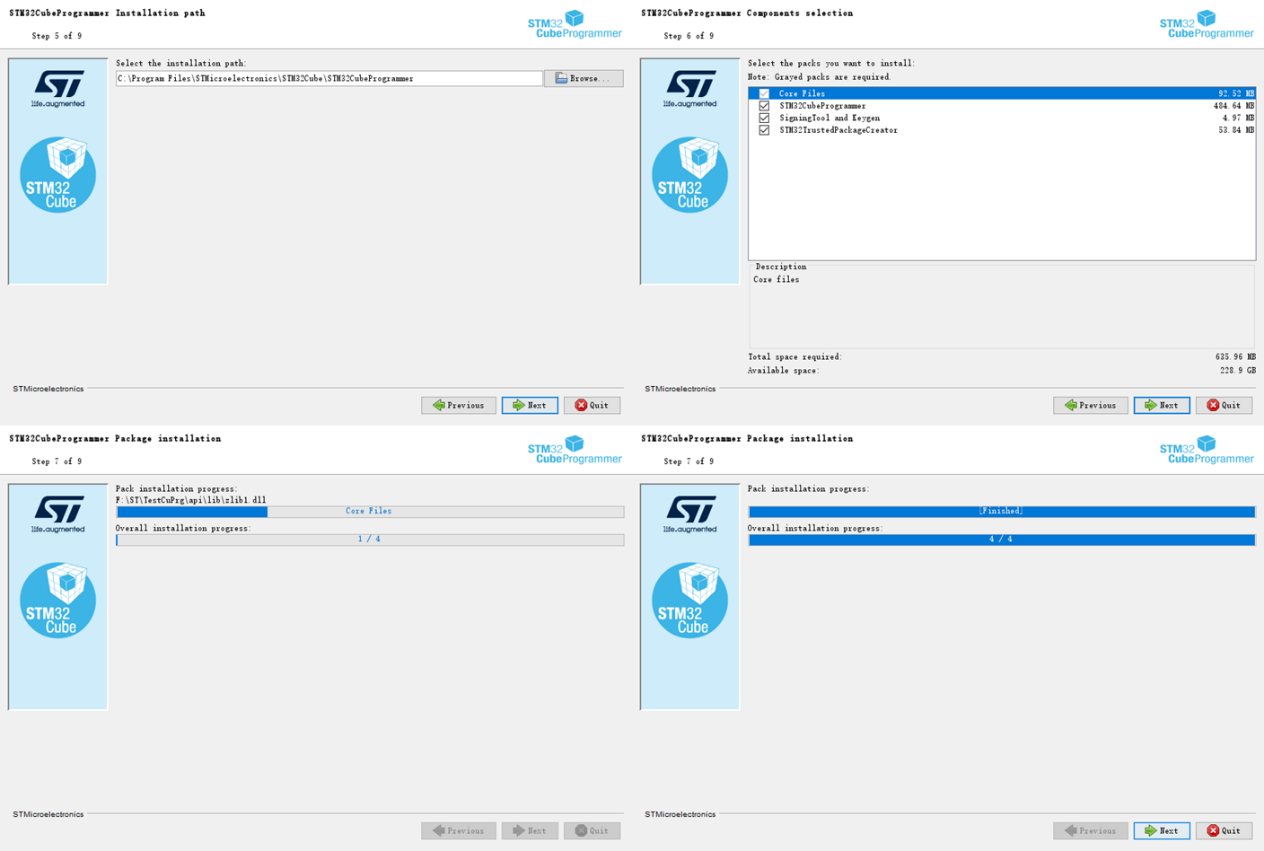 STM32CubeProgrammer Installation path
Step 5 of 9
STM32
CubeProgrammer
life.augmented
STM32
Cube
Select the installation path:
C:\Program Files\STMicroelectronics\STM32Cube\STM32CubeProgrammer
Browse...
STMicroelectronics
Previous
Next
Quit
STM32CubeProgrammer Components selection
Step 6 of 9
STM32
CubeProgrammer
life.augmented
STM32
Cube
Select the packs you want to install:
Note: Grayed packs are required.
Core Files 92.52 MB
STM32CubeProgrammer 484.64 MB
SigningTool and Keygen 4.97 MB
STM32TrustedPackageCreator 53.84 MB
Description
Core files
Total space required: 635.96 MB
Available space: 228.9 GB
STMicroelectronics
Previous
Next
Quit
STM32CubeProgrammer Package installation
Step 7 of 9
STM32
CubeProgrammer
life.augmented
STM32
Cube
Pack installation progress:
F:\ST\TestCuPrg\api\lib\zlib1.dll
Core Files
Overall installation progress:
1 / 4
STMicroelectronics
Previous
Next
Quit
STM32CubeProgrammer Package installation
Step 7 of 9
STM32
CubeProgrammer
life.augmented
STM32
Cube
Pack installation progress:
[Finished]
Overall installation progress:
4 / 4
STMicroelectronics
Previous
Next
Quit